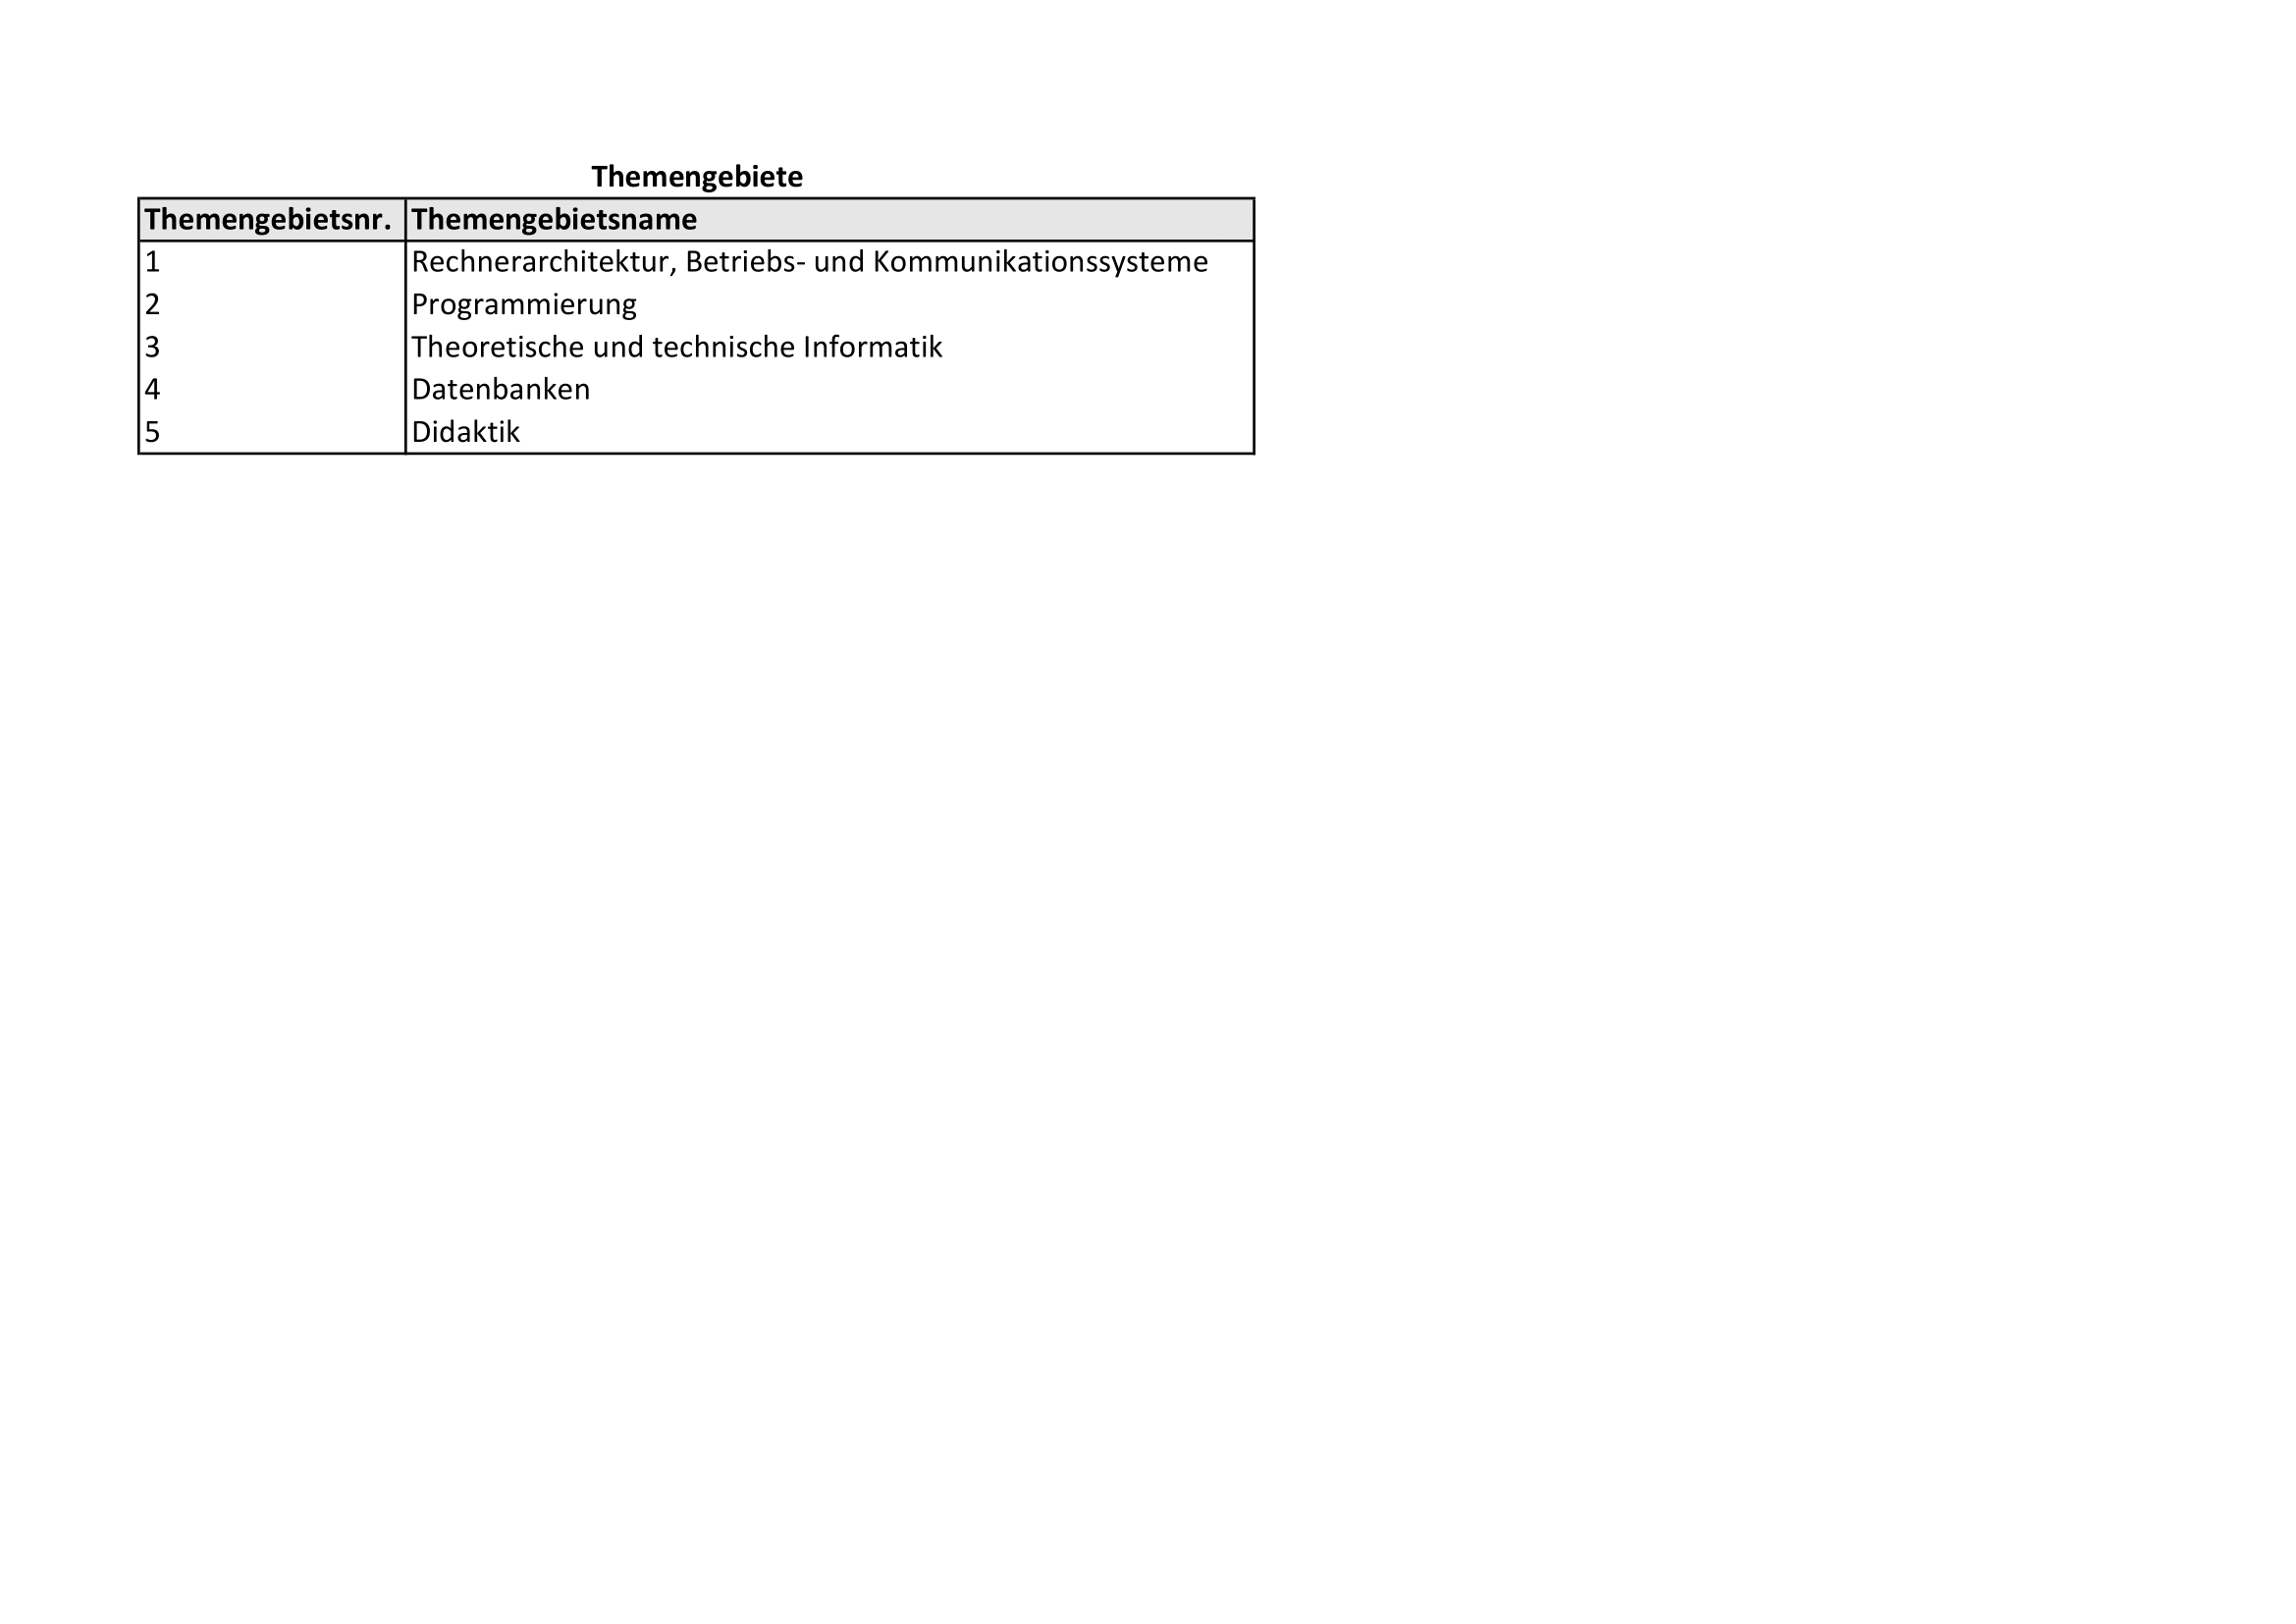 Themengebiete
Themengebietsnr. Themengebietsname
1 Rechnerarchitektur, Betriebs- und Kommunikationssysteme
2 Programmierung
3 Theoretische und technische Informatik
4 Datenbanken
5 Didaktik